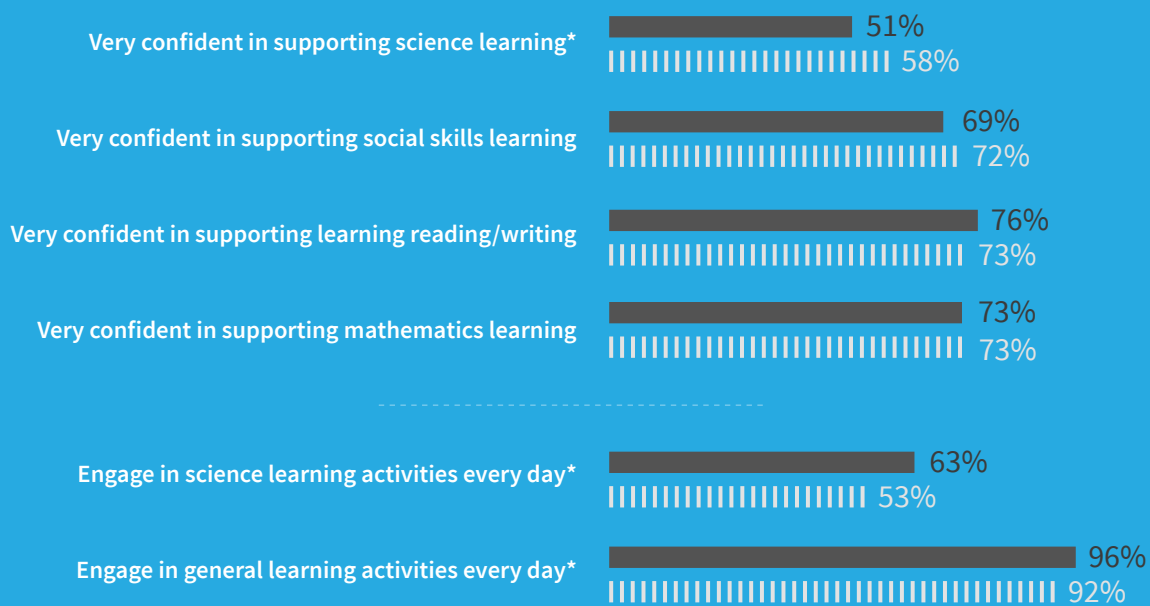 Very confident in supporting science learning*
51%
58%
Very confident in supporting social skills learning
69%
72%
Very confident in supporting learning reading/writing
76%
73%
Very confident in supporting mathematics learning
73%
73%
Engage in science learning activities every day*
63%
53%
Engage in general learning activities every day*
96%
92%